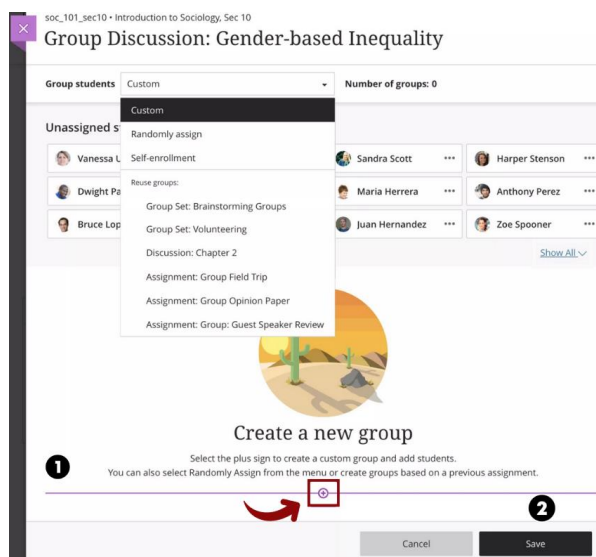 soc_101_sec10 • Introduction to Sociology, Sec 10
Group Discussion: Gender-based Inequality
Group students Custom Number of groups: 0
Custom
Unassigned s
Randomly assign
Self-enrollment
Vanessa U Sandra Scott Harper Stenson
Reuse groups:
Dwight Pa Maria Herrera Anthony Perez
Group Set: Brainstorming Groups
Bruce Lop Juan Hernandez Zoe Spooner
Group Set: Volunteering
Discussion: Chapter 2 Show All
Assignment: Group Field Trip
Assignment: Group Opinion Paper
Assignment: Group: Guest Speaker Review
Create a new group
Select the plus sign to create a custom group and add students.
1
You can also select Randomly Assign from the menu or create groups based on a previous assignment.
2
Cancel Save